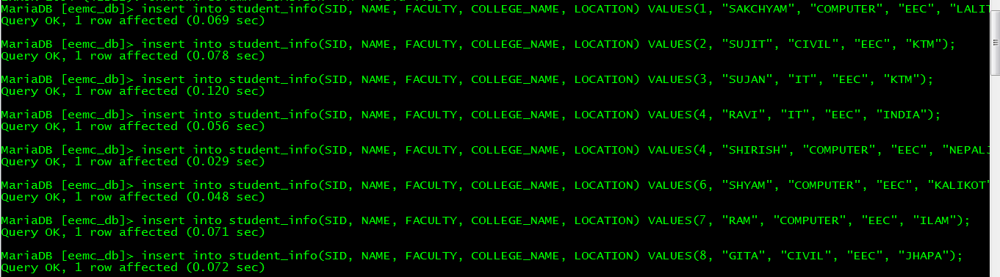 MariaDB [eemc_db]> insert into student_info(SID, NAME, FACULTY, COLLEGE_NAME, LOCATION) VALUES(1, "SAKCHYAM", "COMPUTER", "EEC", "LALIT
Query OK, 1 row affected (0.069 sec)
MariaDB [eemc_db]> insert into student_info(SID, NAME, FACULTY, COLLEGE_NAME, LOCATION) VALUES(2, "SUJIT", "CIVIL", "EEC", "KTM");
Query OK, 1 row affected (0.078 sec)
MariaDB [eemc_db]> insert into student_info(SID, NAME, FACULTY, COLLEGE_NAME, LOCATION) VALUES(3, "SUJAN", "IT", "EEC", "KTM");
Query OK, 1 row affected (0.120 sec)
MariaDB [eemc_db]> insert into student_info(SID, NAME, FACULTY, COLLEGE_NAME, LOCATION) VALUES(4, "RAVI", "IT", "EEC", "INDIA");
Query OK, 1 row affected (0.056 sec)
MariaDB [eemc_db]> insert into student_info(SID, NAME, FACULTY, COLLEGE_NAME, LOCATION) VALUES(4, "SHIRISH", "COMPUTER", "EEC", "NEPALJ
Query OK, 1 row affected (0.029 sec)
MariaDB [eemc_db]> insert into student_info(SID, NAME, FACULTY, COLLEGE_NAME, LOCATION) VALUES(6, "SHYAM", "COMPUTER", "EEC", "KALIKOT"
Query OK, 1 row affected (0.048 sec)
MariaDB [eemc_db]> insert into student_info(SID, NAME, FACULTY, COLLEGE_NAME, LOCATION) VALUES(7, "RAM", "COMPUTER", "EEC", "ILAM");
Query OK, 1 row affected (0.071 sec)
MariaDB [eemc_db]> insert into student_info(SID, NAME, FACULTY, COLLEGE_NAME, LOCATION) VALUES(8, "GITA", "CIVIL", "EEC", "JHAPA");
Query OK, 1 row affected (0.072 sec)